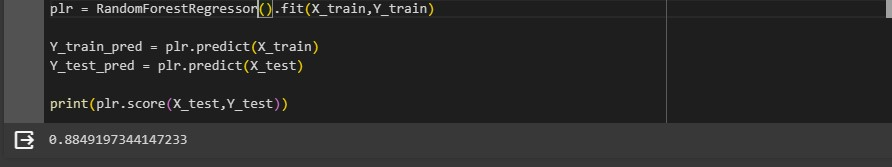 plr = RandomForestRegressor().fit(X_train,Y_train)
Y_train_pred = plr.predict(X_train)
Y_test_pred = plr.predict(X_test)
print(plr.score(X_test,Y_test))
0.8849197344147233